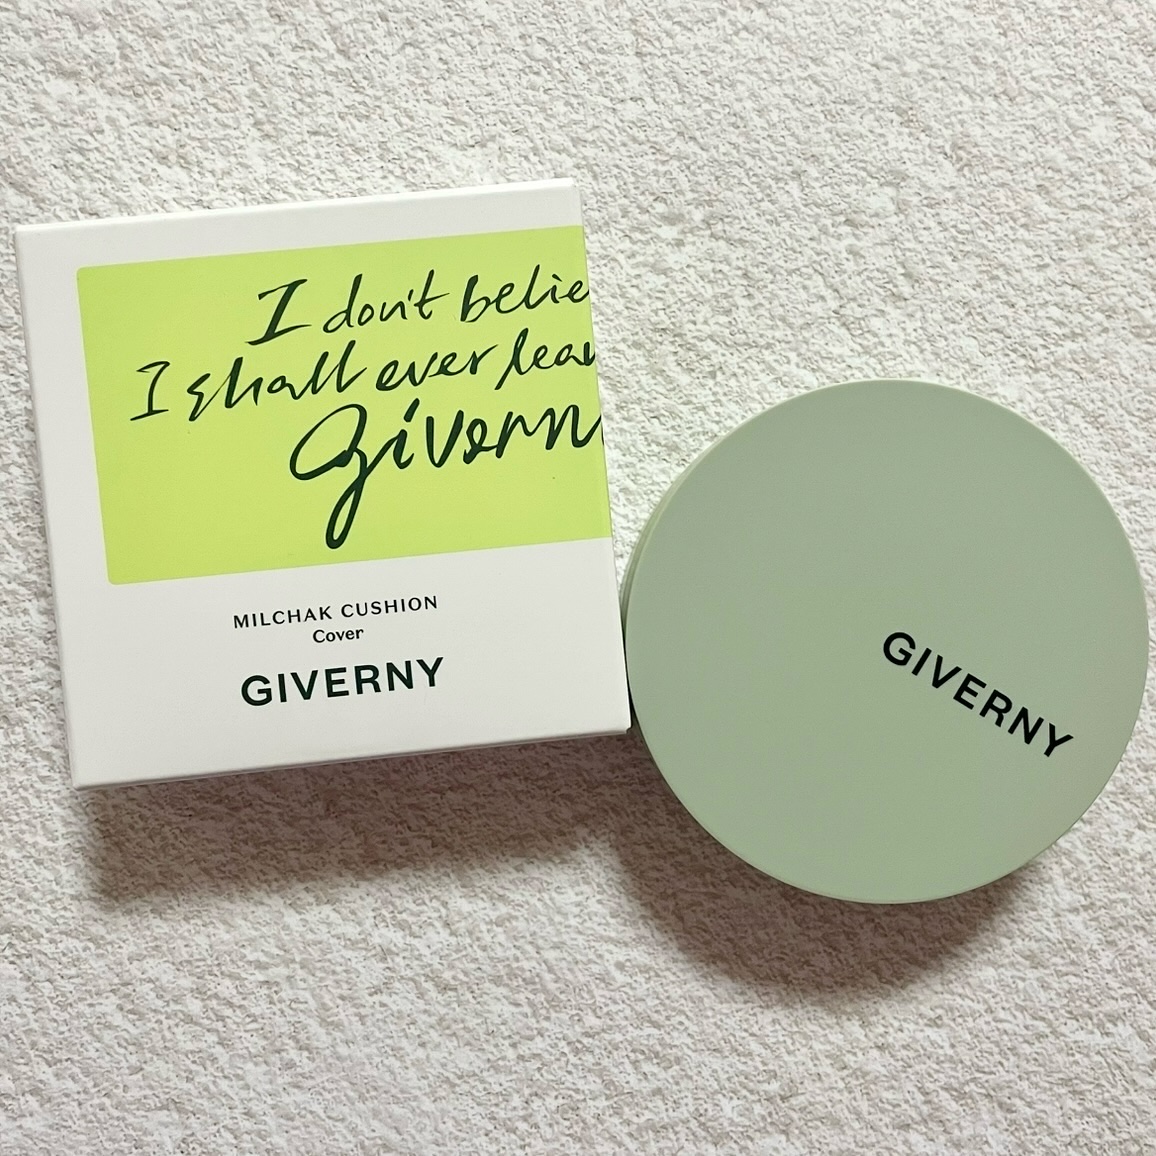 I don't belie
I shall ever leav
Givern
MILCHAK CUSHION
Cover
GIVERNY
GIVERNY